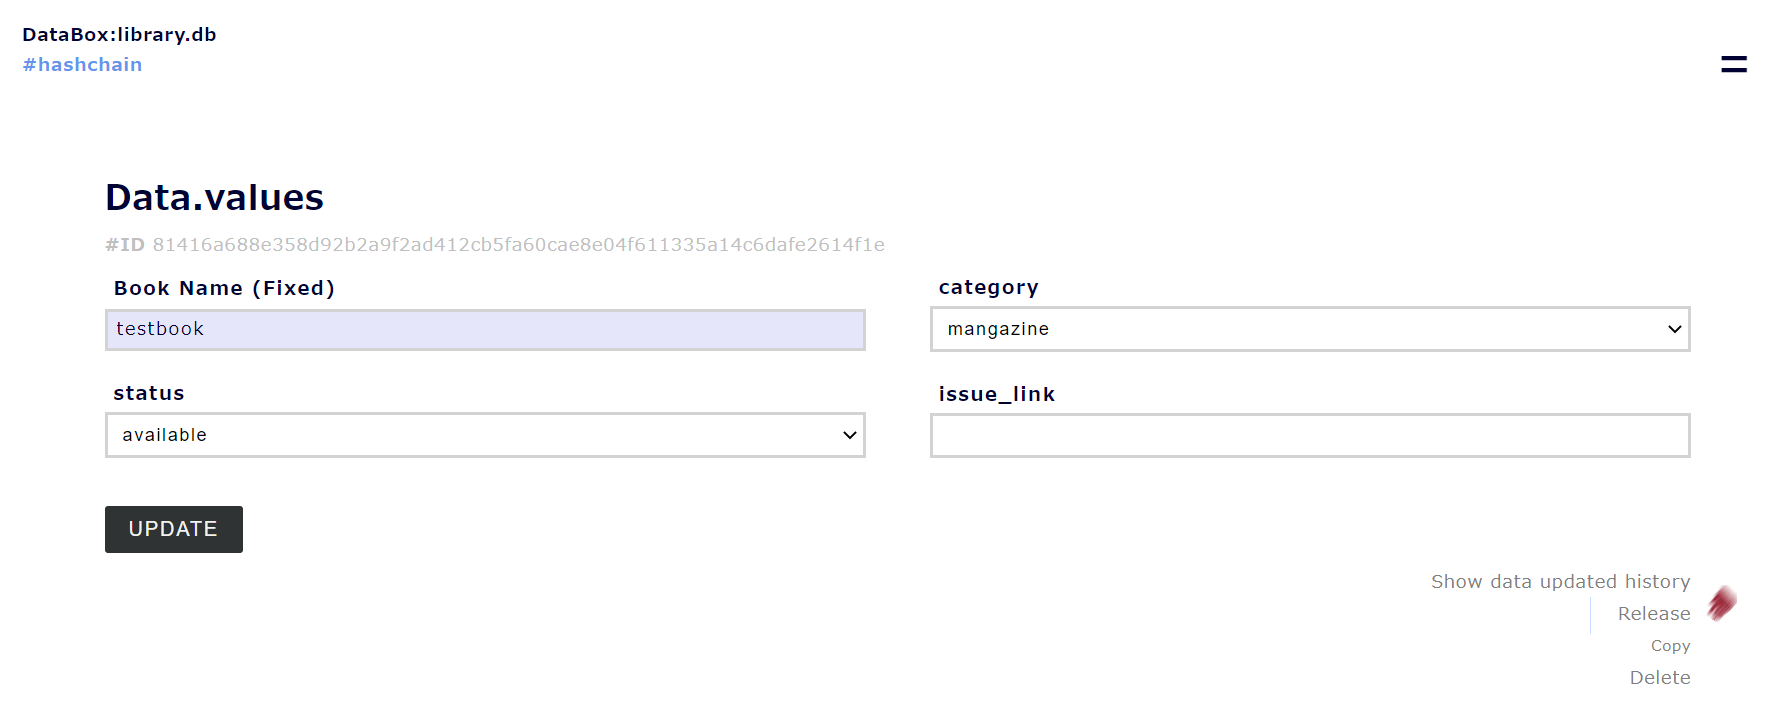 DataBox:library.db
#hashchain
Data.values
#ID 81416a688e358d92b2a9f2ad412cb5fa60cae8e04f611335a14c6dafe2614f1e
Book Name (Fixed)
category
testbook
mangazine
status
issue_link
available
UPDATE
Show data updated history
Release
Copy
Delete